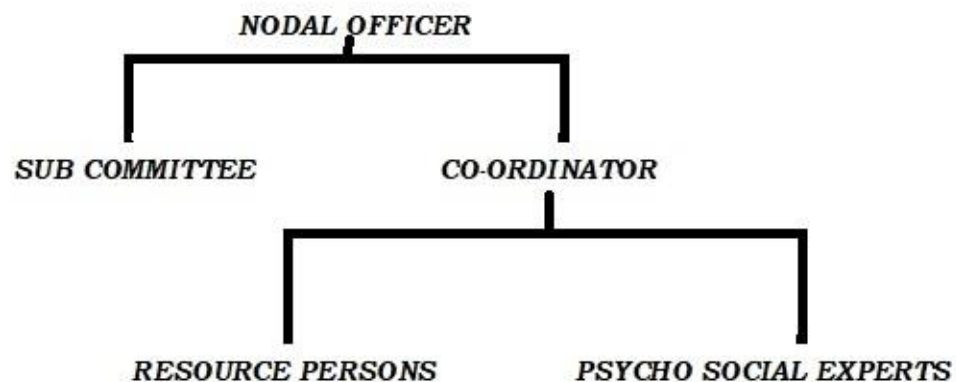 NODAL OFFICER
SUB COMMITTEE
CO-ORDINATOR
RESOURCE PERSONS
PSYCHO SOCIAL EXPERTS